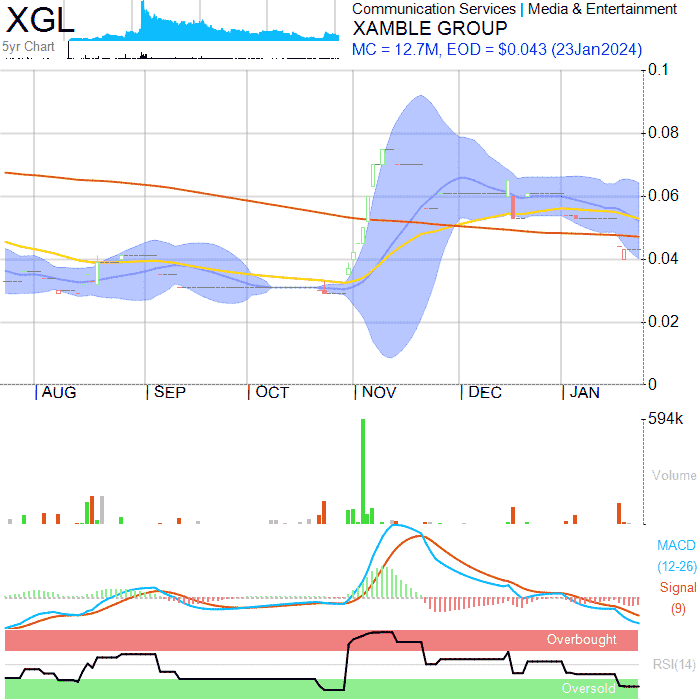 XGL
5yr Chart
Communication Services | Media & Entertainment
XAMBLE GROUP
MC = 12.7M, EOD = $0.043 (23Jan2024)
0.1
0.08
0.06
0.04
0.02
0
AUG SEP OCT NOV DEC JAN
594k
Volume
MACD
(12-26)
Signal
(9)
Overbought
RSI(14)
Oversold